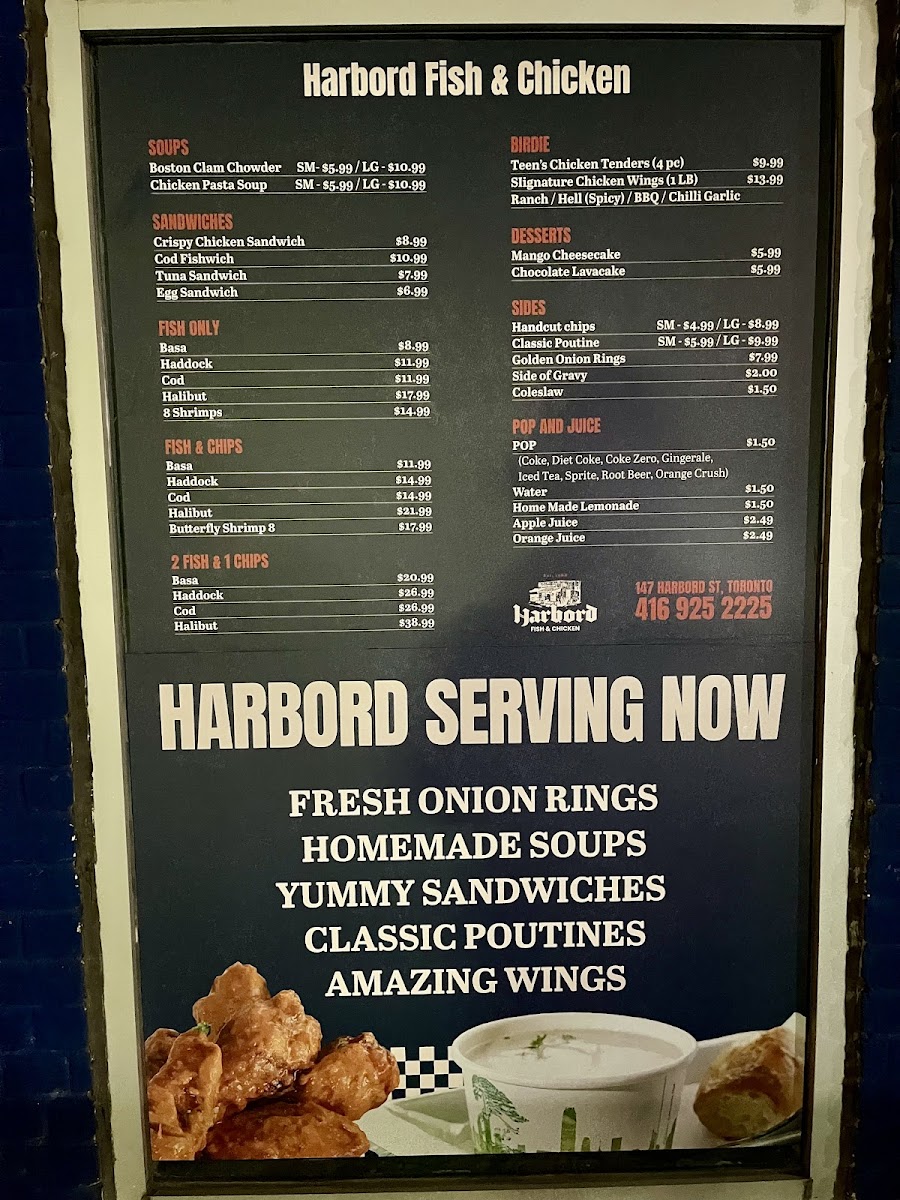 Harbord Fish & Chicken
SOUPS
Boston Clam Chowder SM- $5.99 / LG - $10.99
Chicken Pasta Soup SM - $5.99 / LG - $10.99
SANDWICHES
Crispy Chicken Sandwich $8.99
Cod Fishwich $10.99
Tuna Sandwich $7.99
Egg Sandwich $6.99
FISH ONLY
Basa $8.99
Haddock $11.99
Cod $11.99
Halibut $17.99
8 Shrimps $14.99
FISH & CHIPS
Basa $11.99
Haddock $14.99
Cod $14.99
Halibut $21.99
Butterfly Shrimp 8 $17.99
2 FISH & 1 CHIPS
Basa $20.99
Haddock $26.99
Cod $26.99
Halibut $38.99
BIRDIE
Teen's Chicken Tenders (4 pc) $9.99
SIignature Chicken Wings (1 LB) $13.99
Ranch / Hell (Spicy) / BBQ / Chilli Garlic
DESSERTS
Mango Cheesecake $5.99
Chocolate Lavacake $5.99
SIDES
Handcut chips SM - $4.99 / LG - $8.99
Classic Poutine SM - $5.99 / LG - $9.99
Golden Onion Rings $7.99
Side of Gravy $2.00
Coleslaw $1.50
POP AND JUICE
POP $1.50
(Coke, Diet Coke, Coke Zero, Gingerale,
Iced Tea, Sprite, Root Beer, Orange Crush)
Water $1.50
Home Made Lemonade $1.50
Apple Juice $2.49
Orange Juice $2.49
Harbord
FISH & CHICKEN
147 HARBORD ST, TORONTO
416 925 2225
HARBORD SERVING NOW
FRESH ONION RINGS
HOMEMADE SOUPS
YUMMY SANDWICHES
CLASSIC POUTINES
AMAZING WINGS